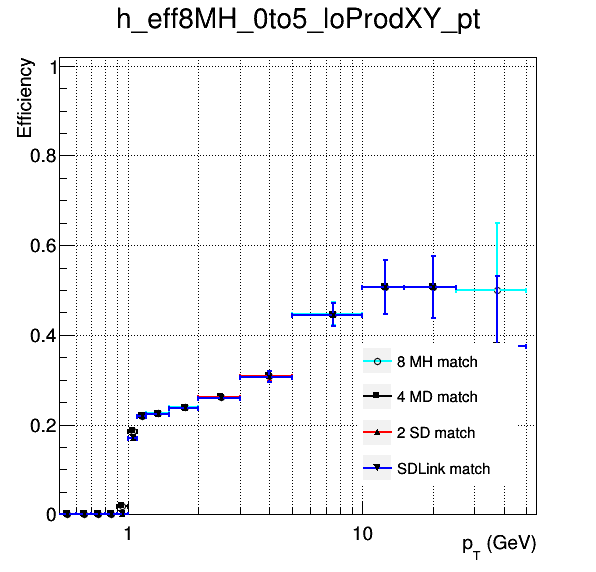 h_eff8MH_0to5_loProdXY_pt
Efficiency
1
0.8
0.6
0.4
0.2
0
8 MH match
4 MD match
2 SD match
SDLink match
1
10
p_T (GeV)